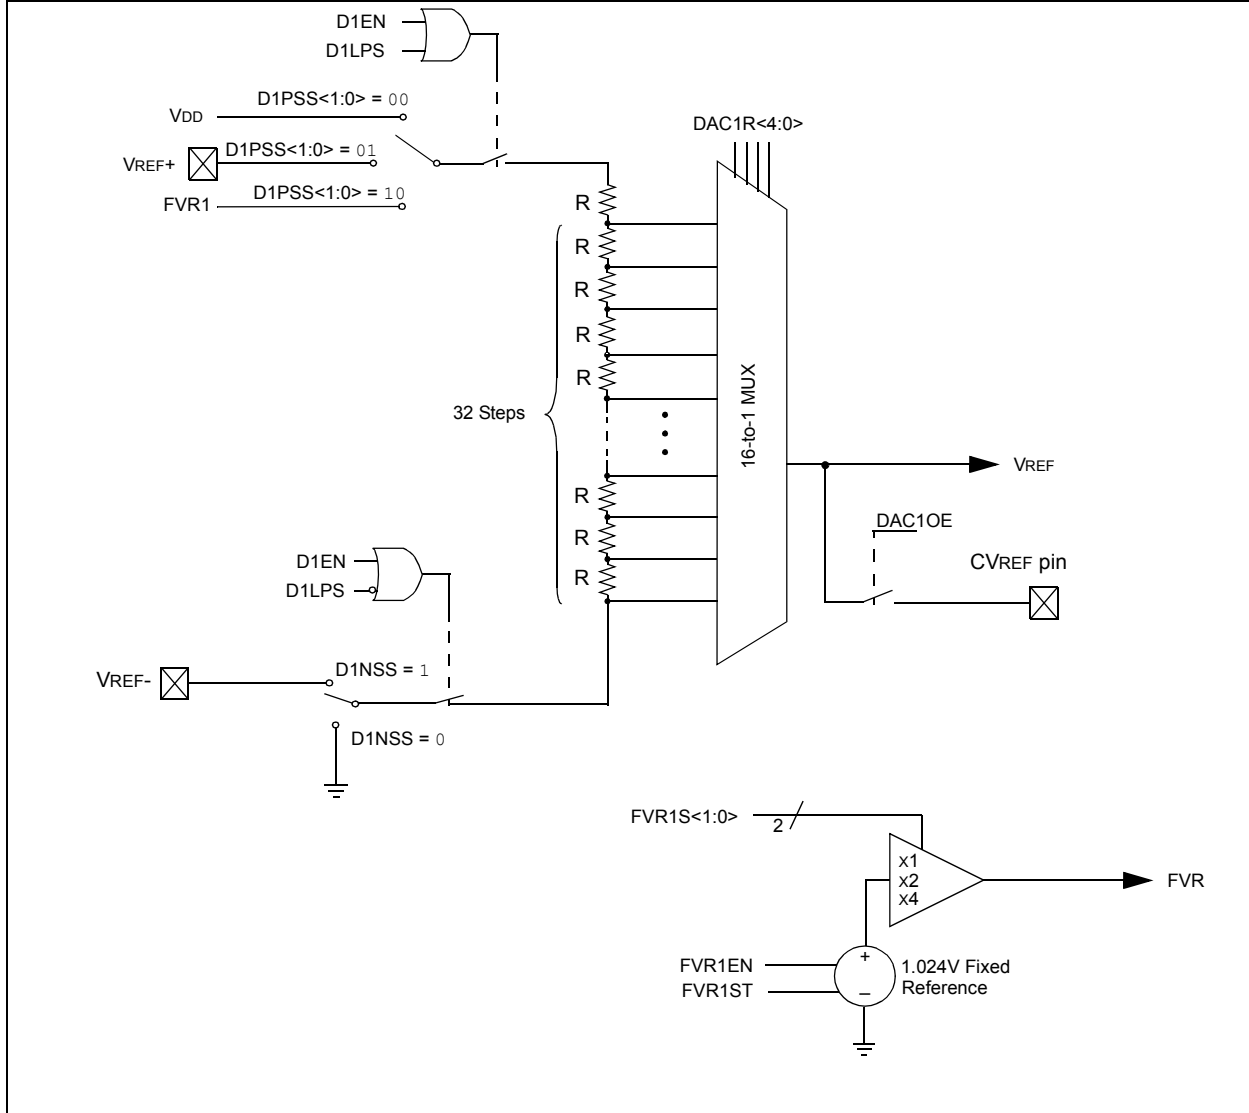 D1EN
D1LPS
D1PSS<1:0> = 00
VDD
D1PSS<1:0> = 01
VREF+
D1PSS<1:0> = 10
FVR1
DAC1R<4:0>
R
R
R
R
R
32 Steps
16-to-1 MUX
VREF
R
R
R
DAC1OE
CVREF pin
D1EN
D1LPS
VREF-
D1NSS = 1
D1NSS = 0
FVR1S<1:0>
2
x1
x2
x4
FVR
FVR1EN
FVR1ST
+
–
1.024V Fixed
Reference